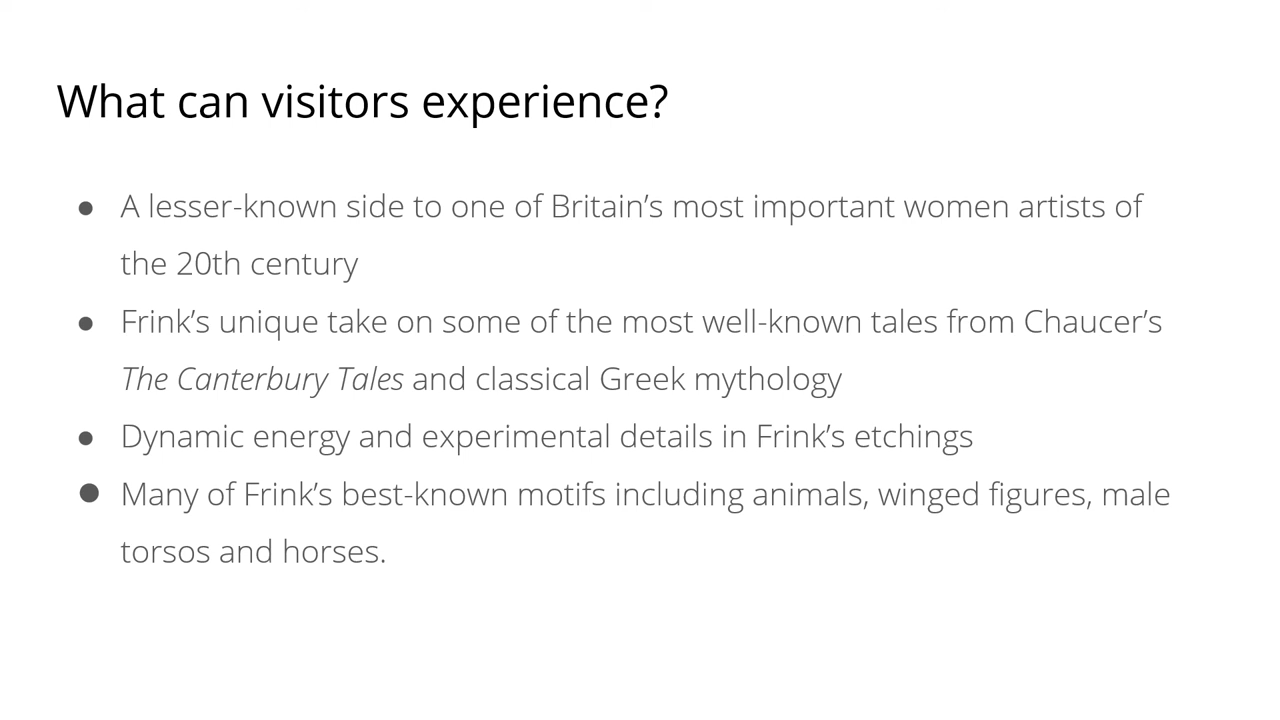 What can visitors experience?
● A lesser-known side to one of Britain’s most important women artists of
the 20th century
● Frink’s unique take on some of the most well-known tales from Chaucer’s
The Canterbury Tales and classical Greek mythology
● Dynamic energy and experimental details in Frink’s etchings
● Many of Frink’s best-known motifs including animals, winged figures, male
torsos and horses.